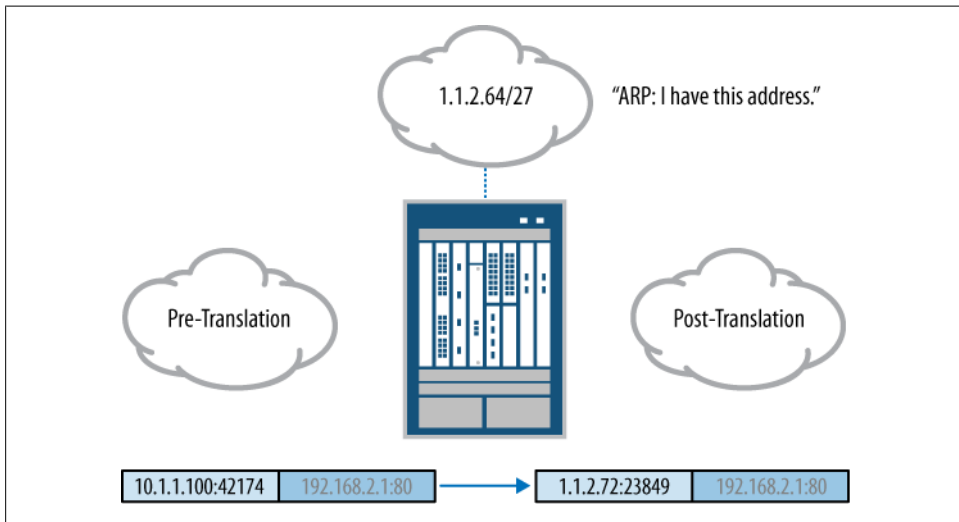 1.1.2.64/27
“ARP: I have this address.”
Pre-Translation
Post-Translation
10.1.1.100:42174 192.168.2.1:80
1.1.2.72:23849 192.168.2.1:80